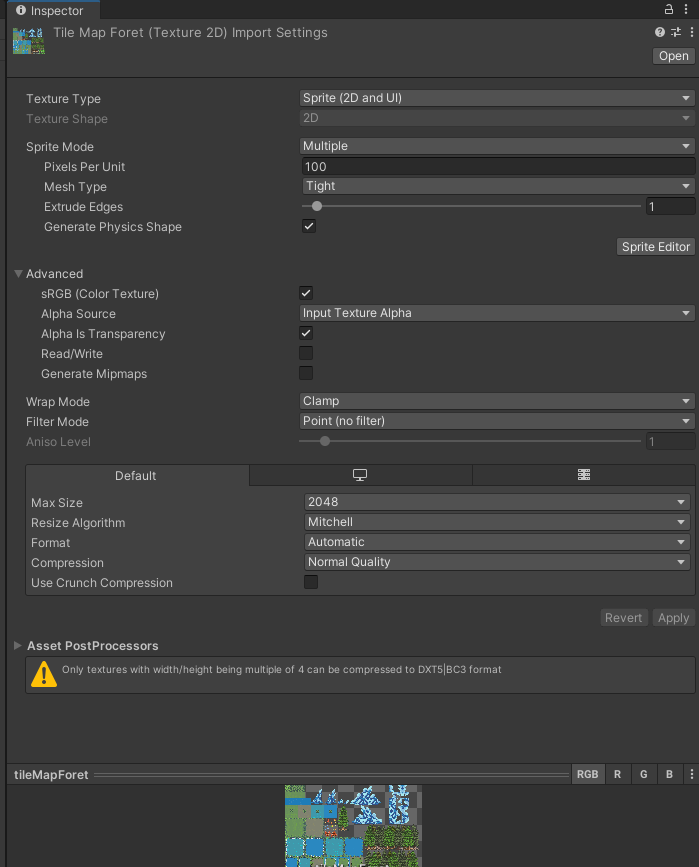 Inspector
Tile Map Foret (Texture 2D) Import Settings
Open
Texture Type Sprite (2D and UI)
Texture Shape 2D
Sprite Mode Multiple
Pixels Per Unit 100
Mesh Type Tight
Extrude Edges 1
Generate Physics Shape
Sprite Editor
Advanced
sRGB (Color Texture)
Alpha Source Input Texture Alpha
Alpha Is Transparency
Read/Write
Generate Mipmaps
Wrap Mode Clamp
Filter Mode Point (no filter)
Aniso Level 1
Default
Max Size 2048
Resize Algorithm Mitchell
Format Automatic
Compression Normal Quality
Use Crunch Compression
Revert Apply
Asset PostProcessors
Only textures with width/height being multiple of 4 can be compressed to DXT5|BC3 format
tileMapForet RGB R G B